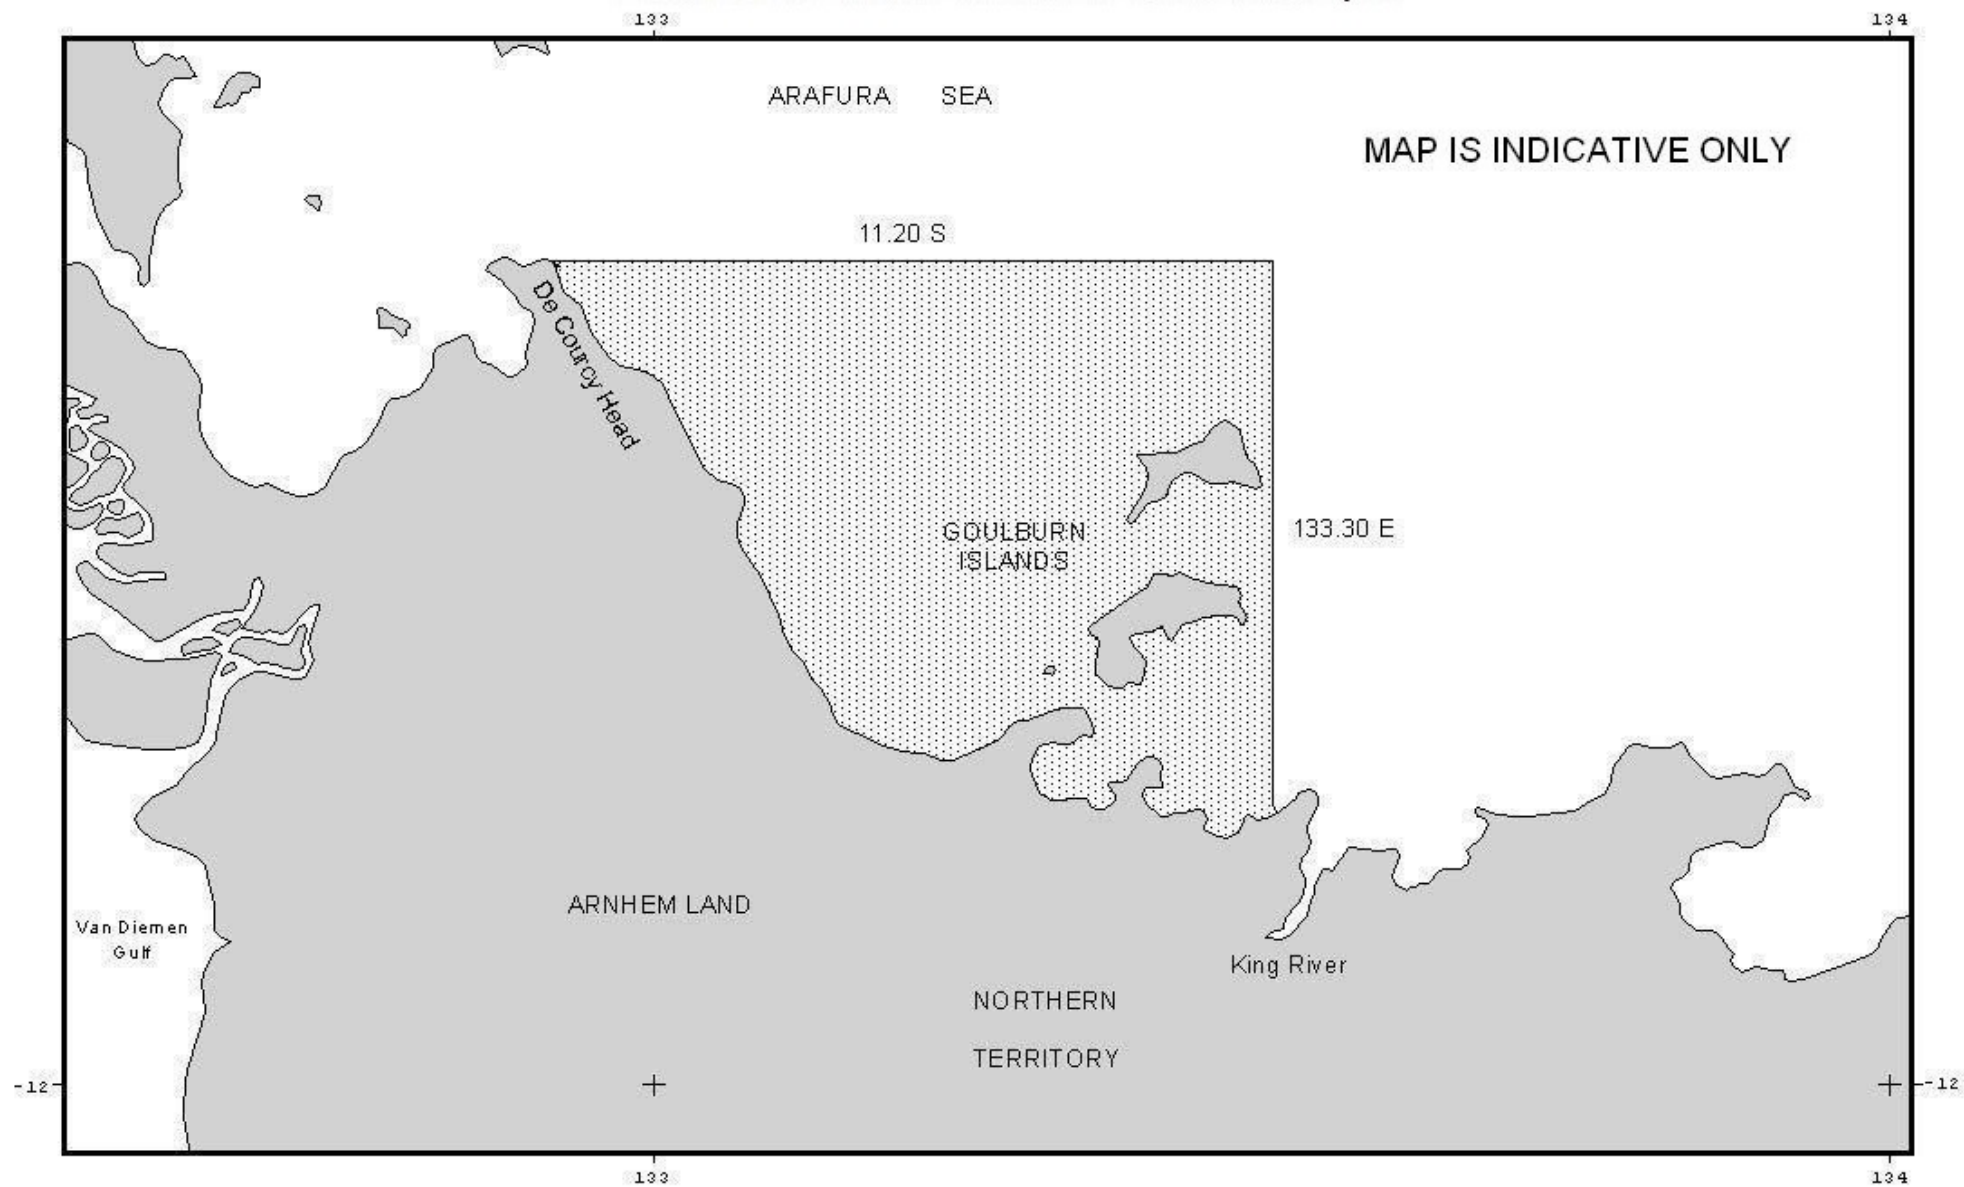 133
134
ARAFURA SEA
MAP IS INDICATIVE ONLY
11.20 S
De Courcy Head
GOULBURN
ISLANDS
133.30 E
ARNHEM LAND
Van Diemen
Gulf
King River
NORTHERN
TERRITORY
-12
-12
133
134